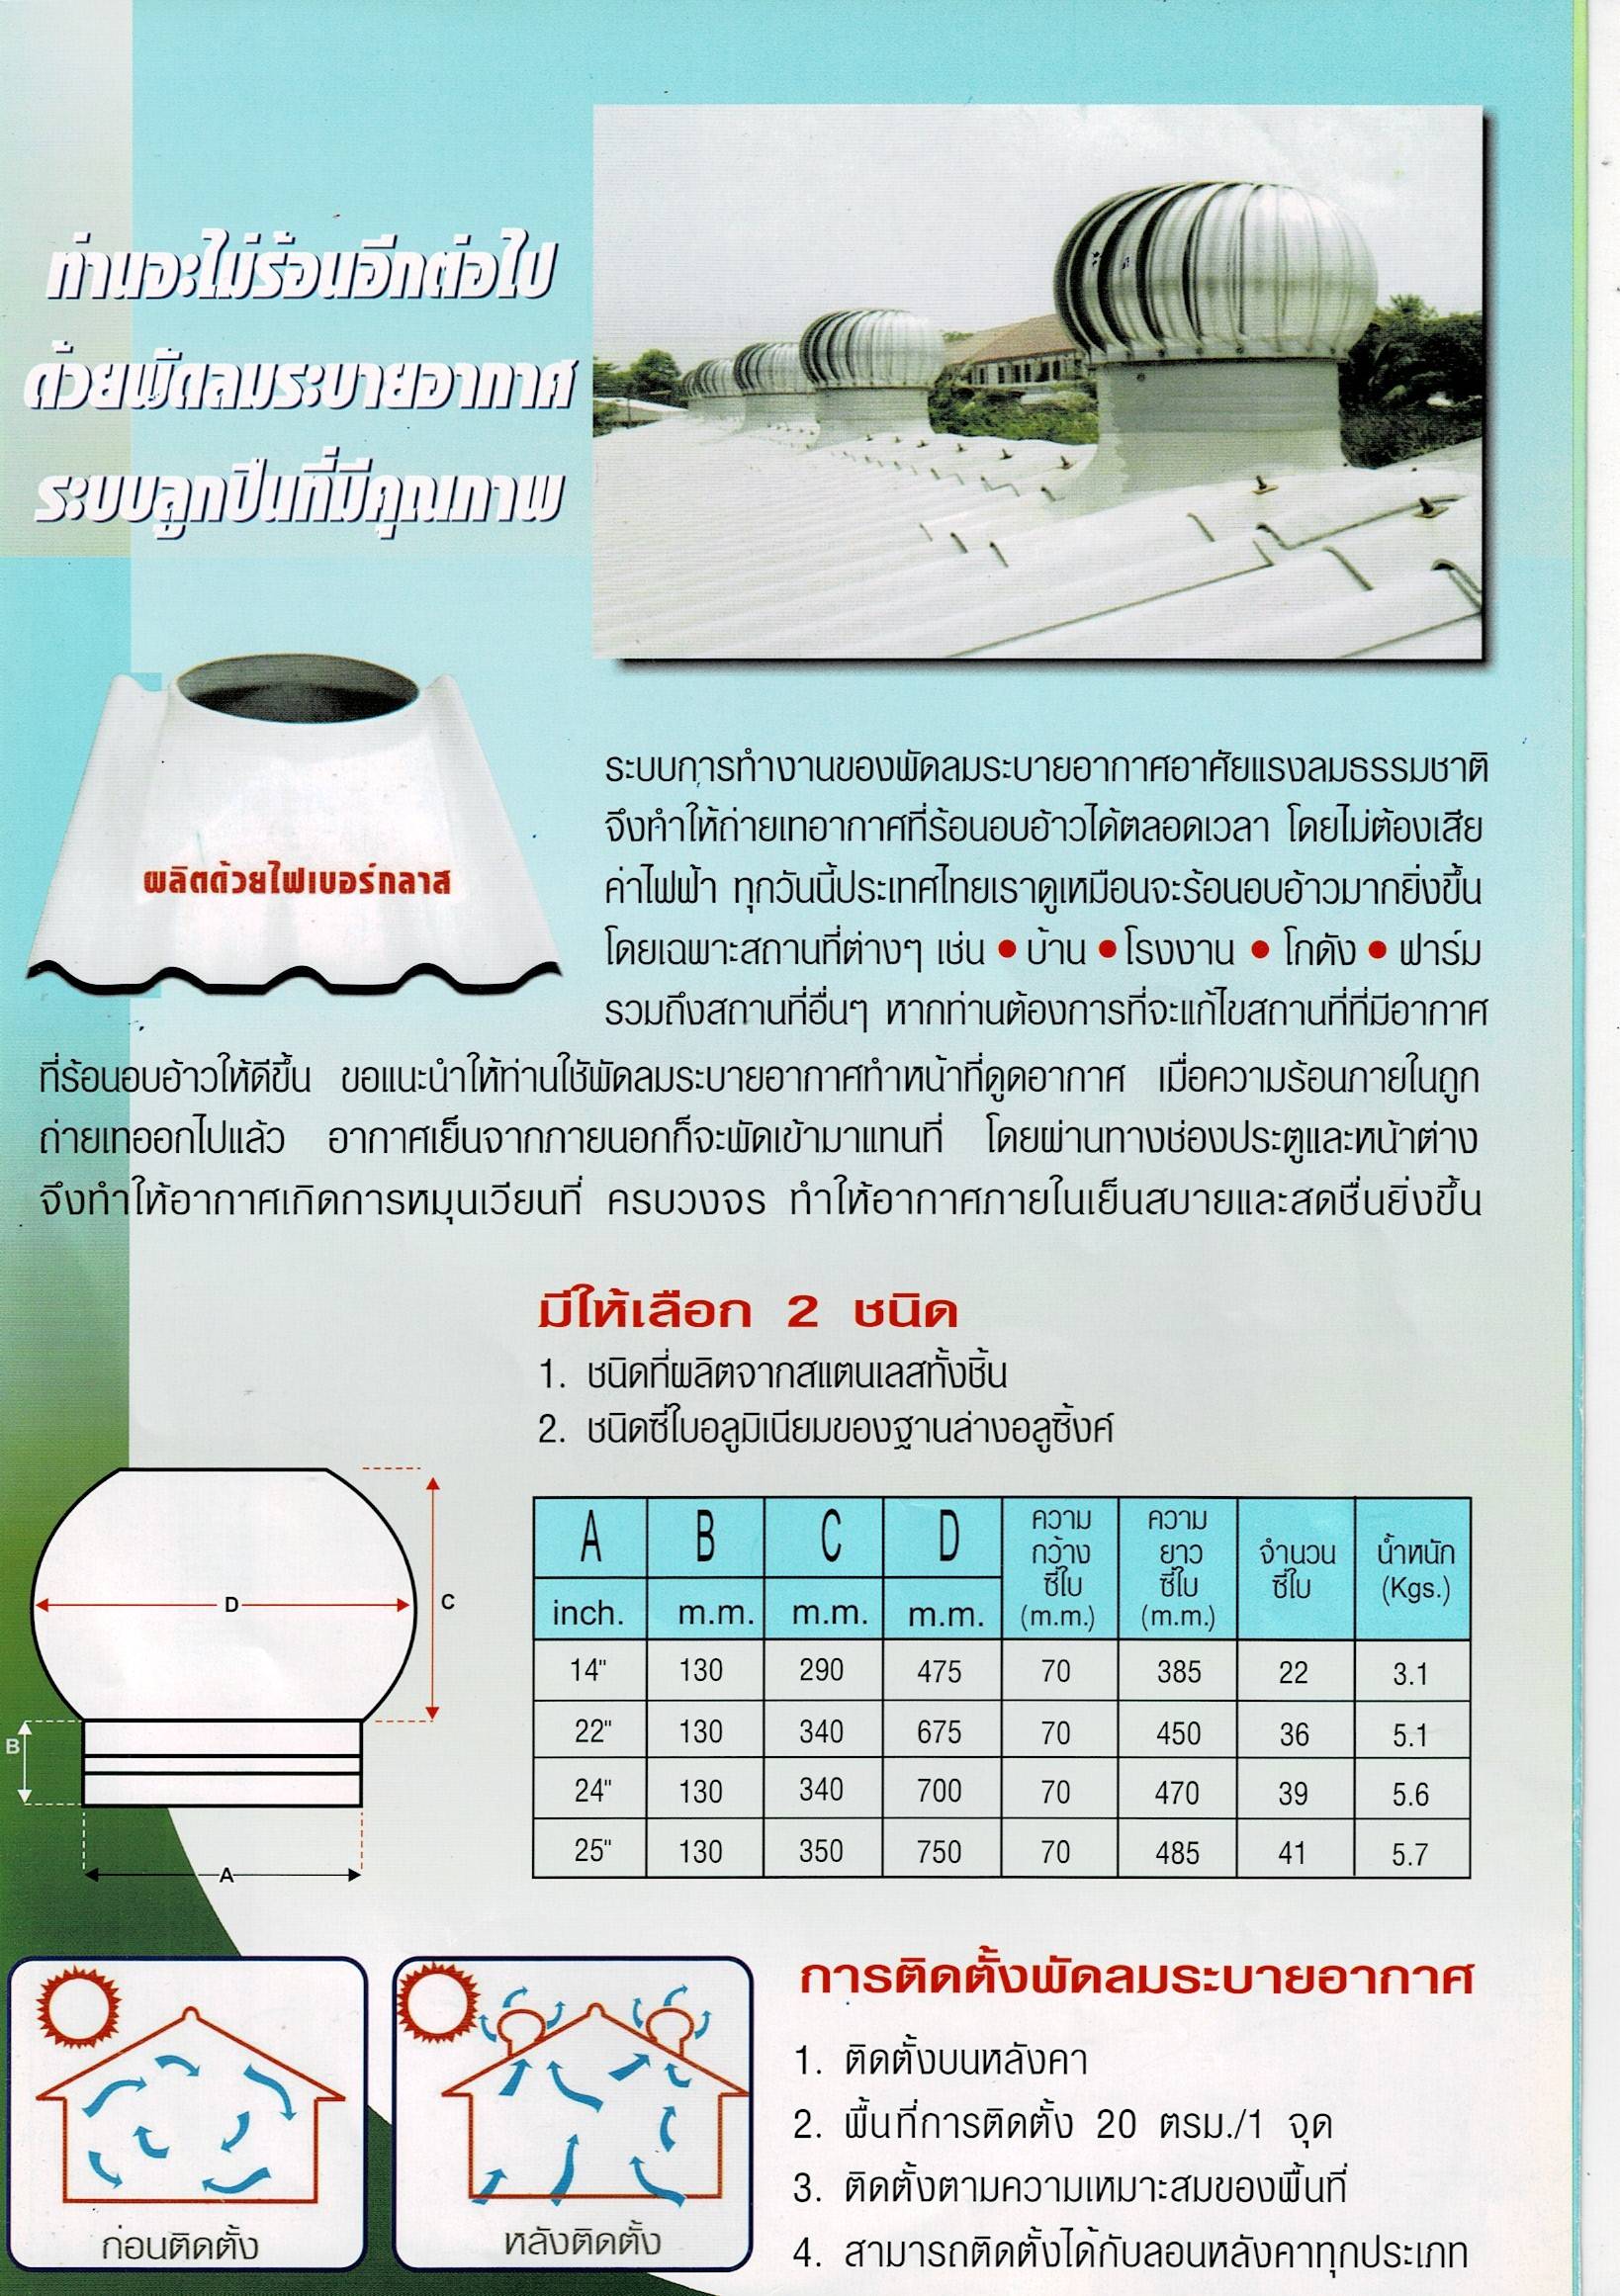 ท่านจะไม่ร้อนอีกต่อไป
ด้วยพัดลมระบายอากาศ
ระบบลูกปืนที่มีคุณภาพ
ผลิตด้วยไฟเบอร์กลาส
ระบบการทำงานของพัดลมระบายอากาศอาศัยแรงลมธรรมชาติ
จึงทำให้ถ่ายเทอากาศที่ร้อนอบอ้าวได้ตลอดเวลา โดยไม่ต้องเสีย
ค่าไฟฟ้า ทุกวันนี้ประเทศไทยเราดูเหมือนจะร้อนอบอ้าวมากยิ่งขึ้น
โดยเฉพาะสถานที่ต่างๆ เช่น ● บ้าน ● โรงงาน ● โกดัง ● ฟาร์ม
รวมถึงสถานที่อื่นๆ หากท่านต้องการที่จะแก้ไขสถานที่ที่มีอากาศ
ที่ร้อนอบอ้าวให้ดีขึ้น ขอแนะนำให้ท่านใช้พัดลมระบายอากาศทำหน้าที่ดูดอากาศ เมื่อความร้อนภายในถูก
ถ่ายเทออกไปแล้ว อากาศเย็นจากภายนอกก็จะพัดเข้ามาแทนที่ โดยผ่านทางช่องประตูและหน้าต่าง
จึงทำให้อากาศเกิดการหมุนเวียนที่ ครบวงจร ทำให้อากาศภายในเย็นสบายและสดชื่นยิ่งขึ้น
มีให้เลือก 2 ชนิด
1. ชนิดที่ผลิตจากสแตนเลสทั้งชิ้น
2. ชนิดซี่ใบอลูมิเนียมของฐานล่างอลูซิ้งค์
D
C
B
A
A B C D ความกว้างซี่ใบ (m.m.) ความยาวซี่ใบ (m.m.) จำนวนซี่ใบ น้ำหนัก (Kgs.)
inch. m.m. m.m. m.m.
14" 130 290 475 70 385 22 3.1
22" 130 340 675 70 450 36 5.1
24" 130 340 700 70 470 39 5.6
25" 130 350 750 70 485 41 5.7
ก่อนติดตั้ง
หลังติดตั้ง
การติดตั้งพัดลมระบายอากาศ
1. ติดตั้งบนหลังคา
2. พื้นที่การติดตั้ง 20 ตรม./1 จุด
3. ติดตั้งตามความเหมาะสมของพื้นที่
4. สามารถติดตั้งได้กับลอนหลังคาทุกประเภท